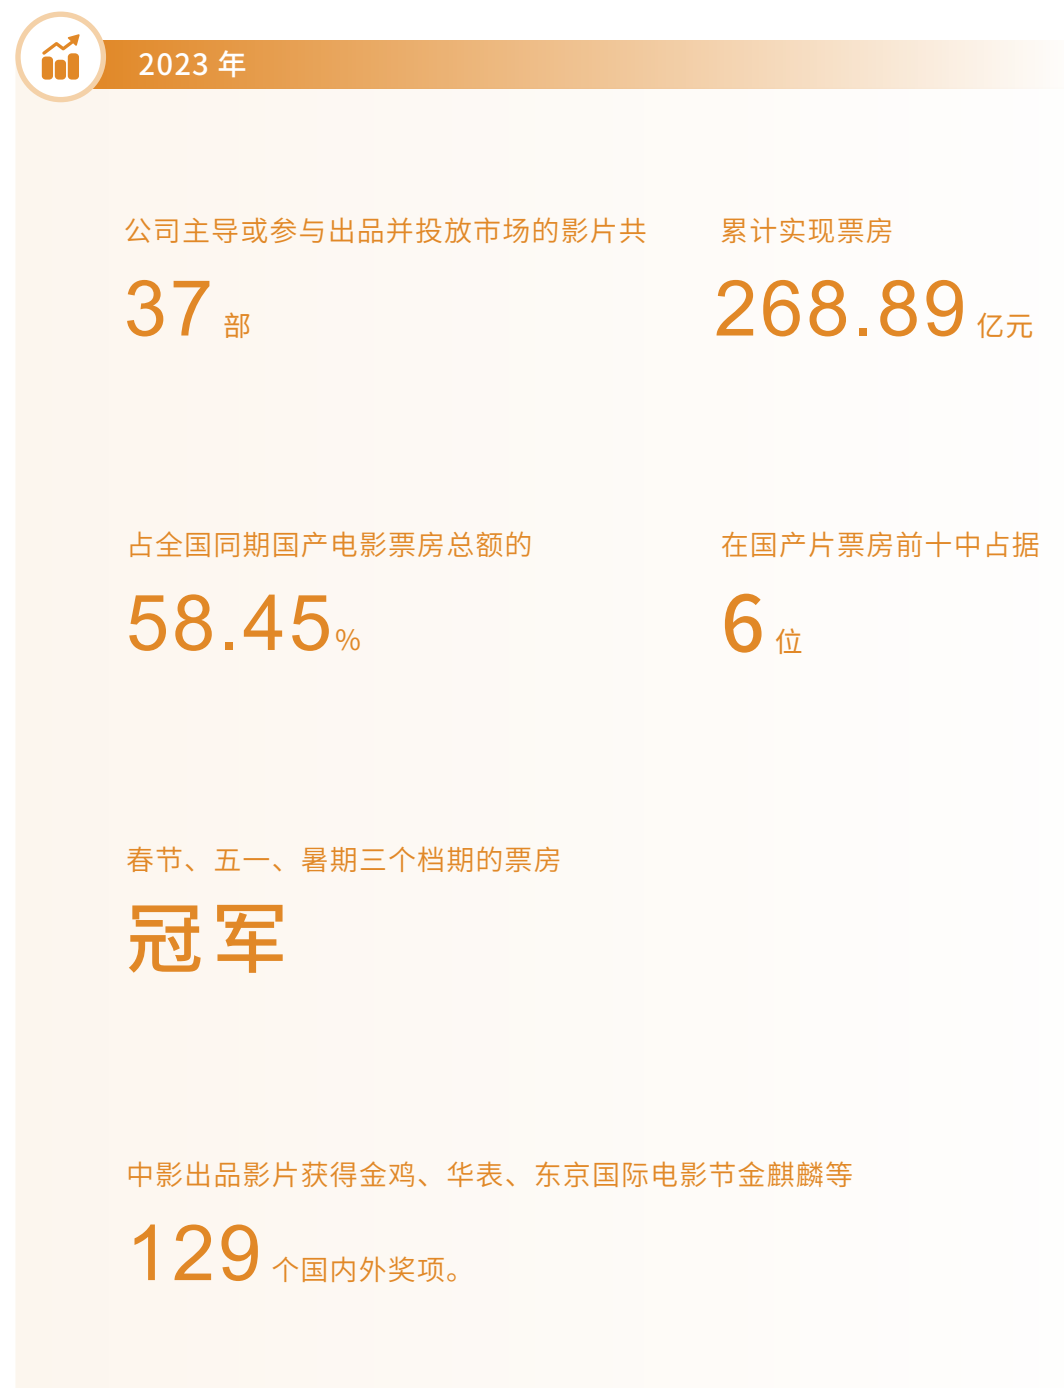 2023 年
公司主导或参与出品并投放市场的影片共
37 部
累计实现票房
268.89 亿元
占全国同期国产电影票房总额的
58.45%
在国产片票房前十中占据
6 位
春节、五一、暑期三个档期的票房
冠军
中影出品影片获得金鸡、华表、东京国际电影节金麒麟等
129 个国内外奖项。